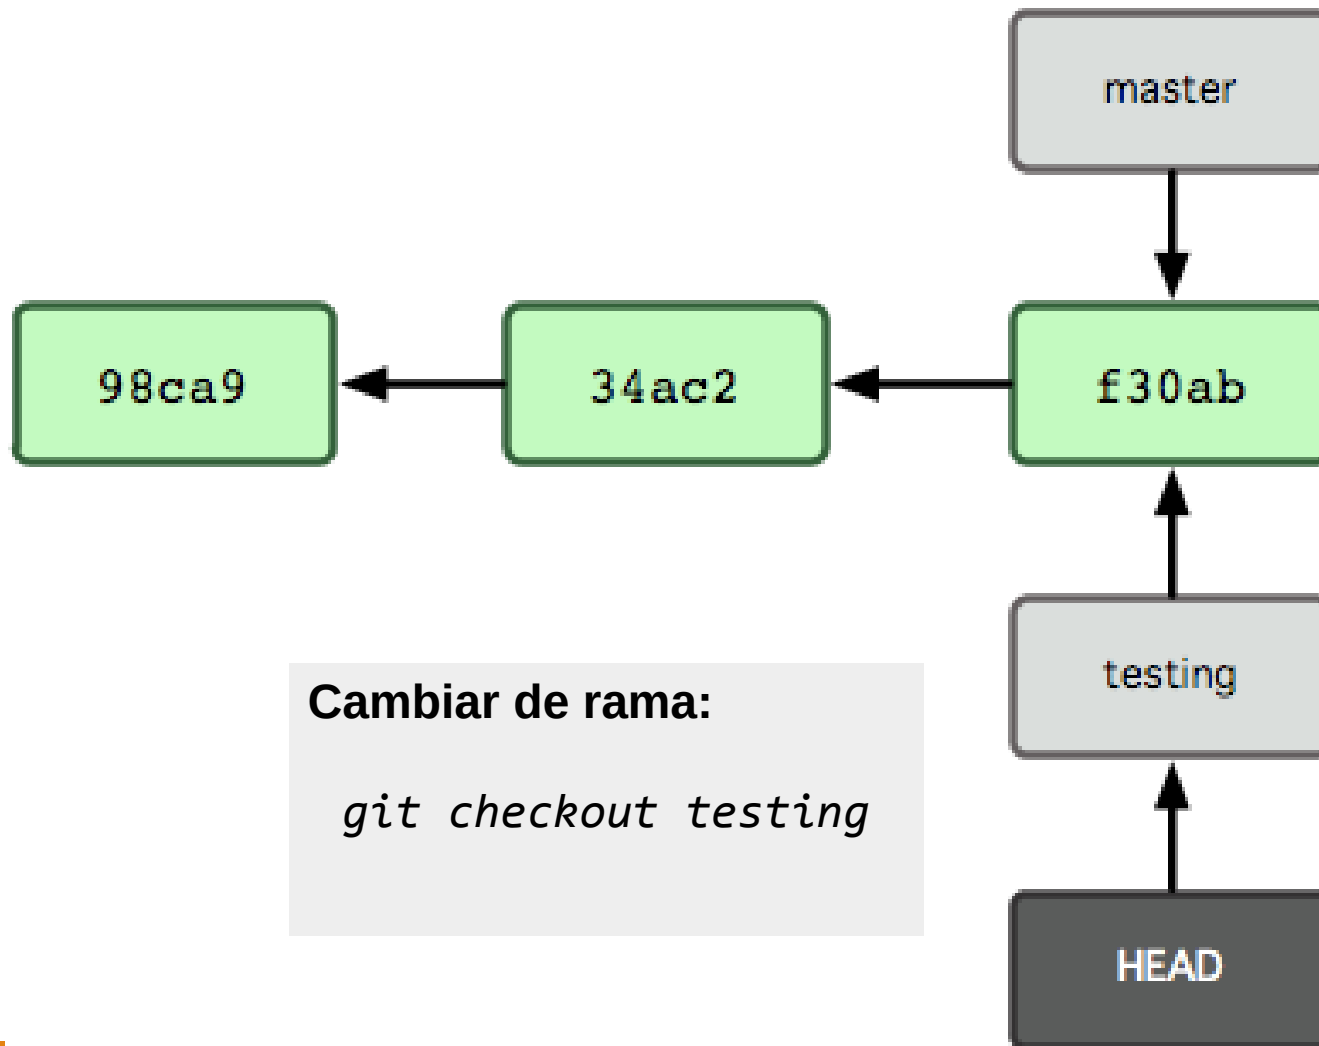 master
98ca9
34ac2
f30ab
testing
Cambiar de rama:
git checkout testing
HEAD